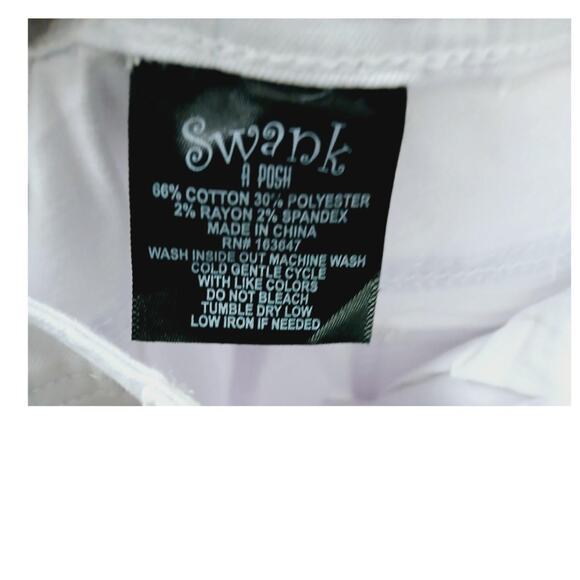 Swank
A POSH
66% COTTON 30% POLYESTER
2% RAYON 2% SPANDEX
MADE IN CHINA
RN# 163647
WASH INSIDE OUT MACHINE WASH
COLD GENTLE CYCLE
WITH LIKE COLORS
DO NOT BLEACH
TUMBLE DRY LOW
LOW IRON IF NEEDED